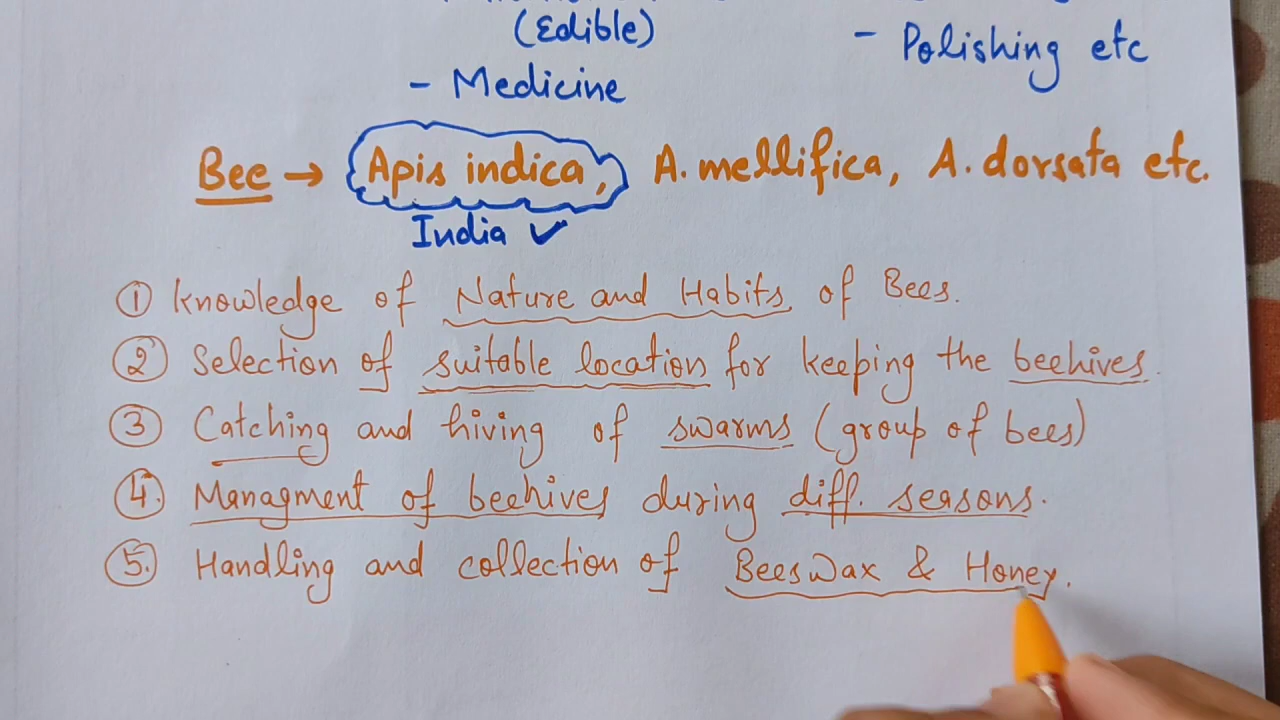 (Edible)
- Polishing etc
- Medicine
Bee → Apis indica, A. mellifica, A. dorsata etc.
India ✓
① Knowledge of Nature and Habits of Bees.
② Selection of suitable location for keeping the beehives.
③ Catching and hiving of swarms (group of bees)
④. Managment of beehives during diff. seasons.
⑤. Handling and collection of BeesWax & Honey.